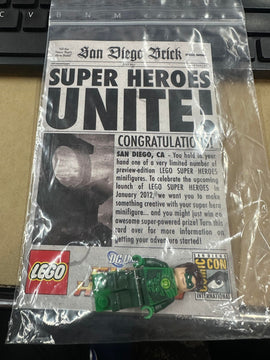 San Diego Brick
SUPER HEROES
UNITE!
CONGRATULATIONS!
SAN DIEGO, CA - You hold in your
hand one of a very limited number of
preview-edition LEGO SUPER HEROES
minifigures. To celebrate the upcoming
launch of LEGO SUPER HEROES in
January 2012, we want you to make
something creative with your super hero
minifigure... and you might just win an
awesome super-powered prize! Turn this
card over for more information on
getting your adventure started!
LEGO
DC
COMIC CON
INTERNATIONAL
B N M